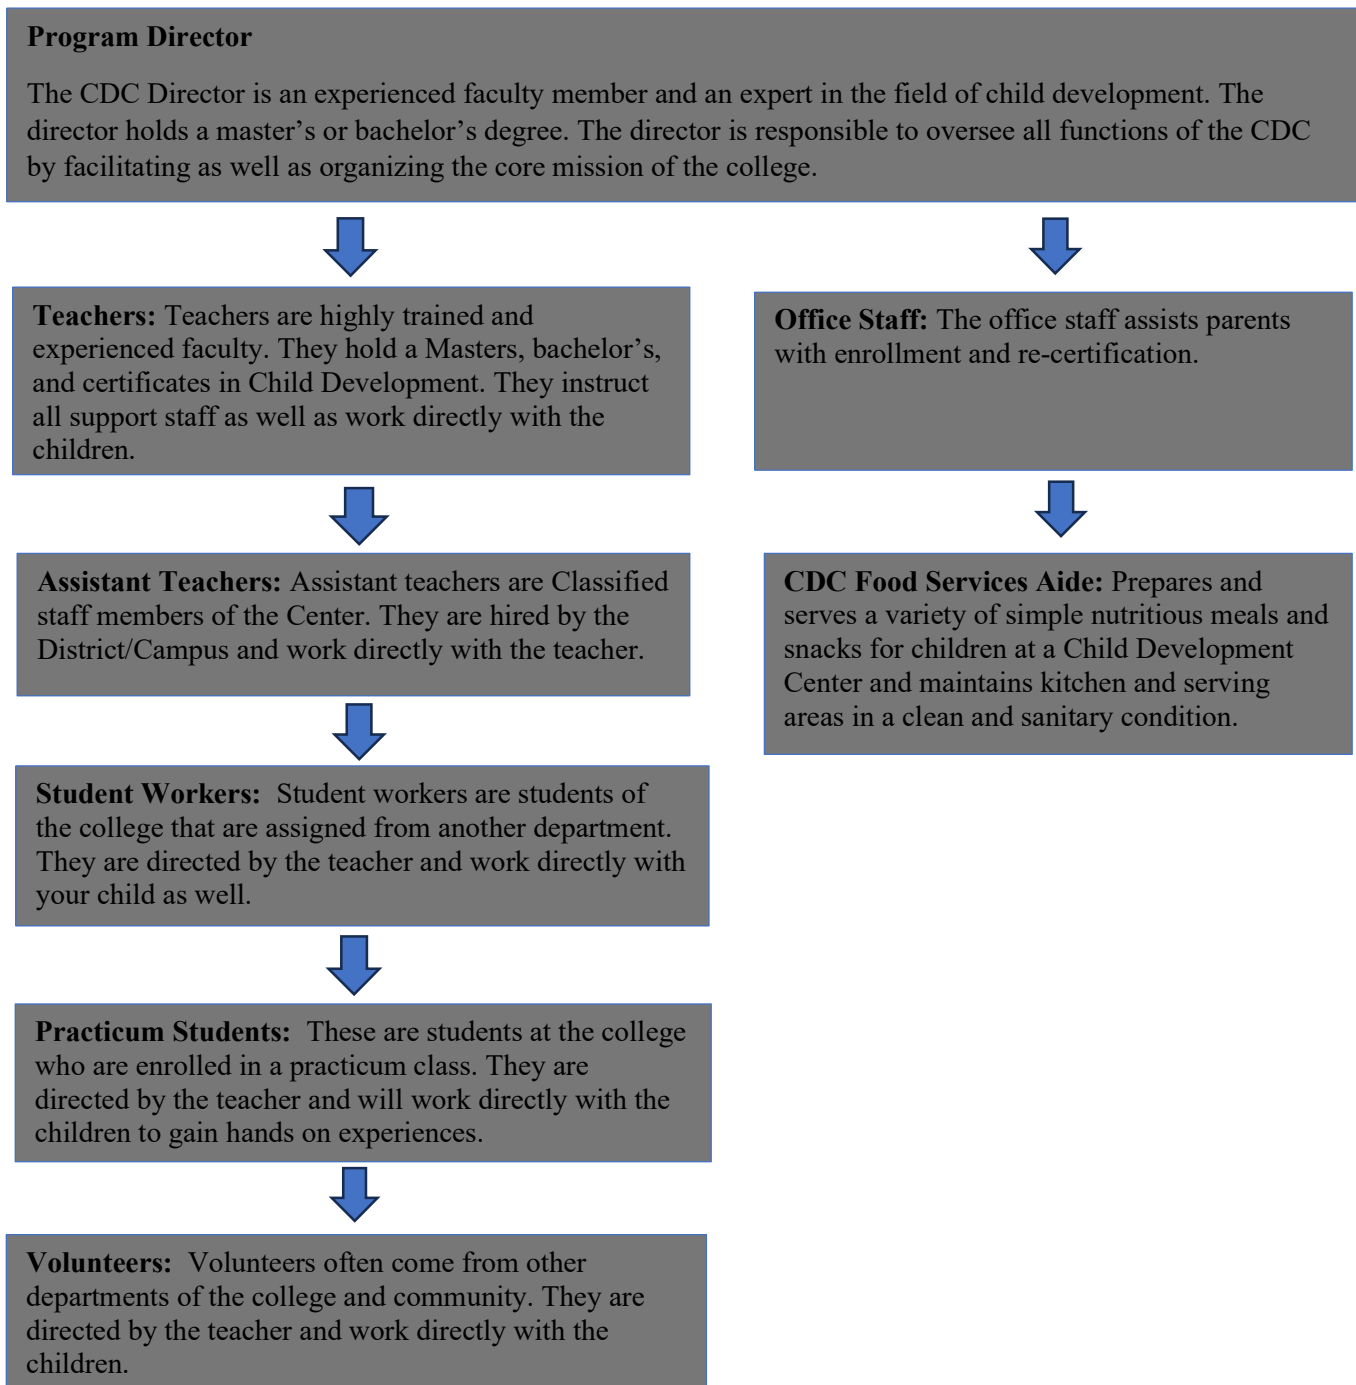 Program Director
The CDC Director is an experienced faculty member and an expert in the field of child development. The
director holds a master’s or bachelor’s degree. The director is responsible to oversee all functions of the CDC
by facilitating as well as organizing the core mission of the college.
Teachers: Teachers are highly trained and
experienced faculty. They hold a Masters, bachelor’s,
and certificates in Child Development. They instruct
all support staff as well as work directly with the
children.
Assistant Teachers: Assistant teachers are Classified
staff members of the Center. They are hired by the
District/Campus and work directly with the teacher.
Student Workers:  Student workers are students of
the college that are assigned from another department.
They are directed by the teacher and work directly with
your child as well.
Practicum Students:  These are students at the college
who are enrolled in a practicum class. They are
directed by the teacher and will work directly with the
children to gain hands on experiences.
Volunteers:  Volunteers often come from other
departments of the college and community. They are
directed by the teacher and work directly with the
children.
Office Staff: The office staff assists parents
with enrollment and re-certification.
CDC Food Services Aide: Prepares and
serves a variety of simple nutritious meals and
snacks for children at a Child Development
Center and maintains kitchen and serving
areas in a clean and sanitary condition.